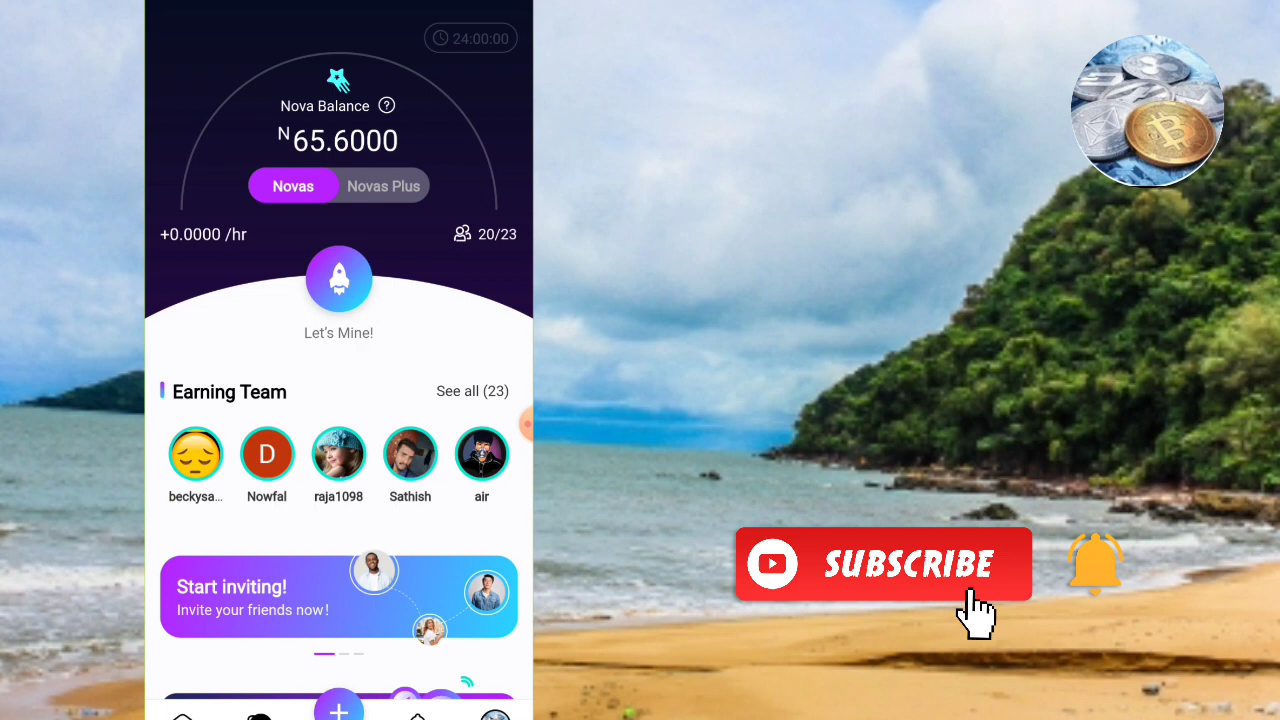 24:00:00
Nova Balance ?
N65.6000
Novas
Novas Plus
+0.0000 /hr
20/23
Let's Mine!
Earning Team
See all (23)
D
beckysa...
Nowfal
raja1098
Sathish
air
Start inviting!
Invite your friends now!
SUBSCRIBE